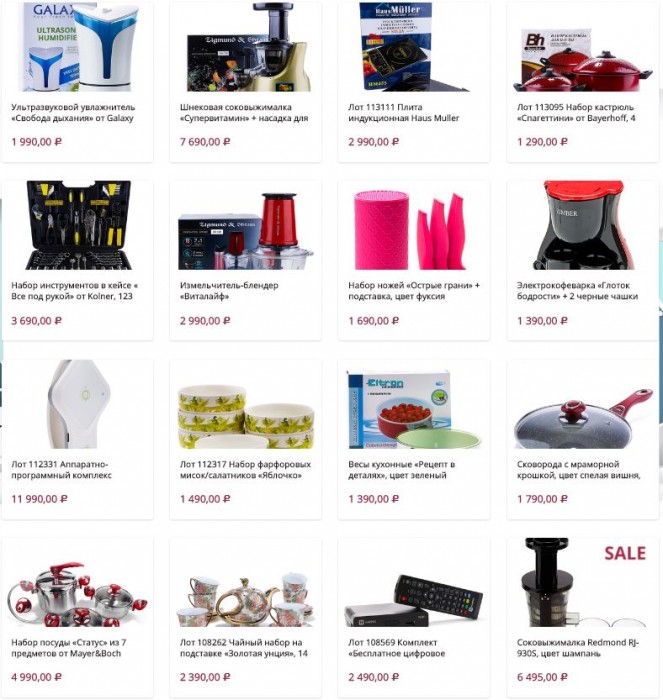 GALAXY
ULTRASONIC
HUMIDIFIER
Ультразвуковой увлажнитель
«Свобода дыхания» от Galaxy
1 990,00 ₽
Zigmund & Shtain
Шнековая соковыжималка
«Супервитамин» + насадка для
7 690,00 ₽
Haus Müller
Лот 113111 Плита
индукционная Haus Muller
2 990,00 ₽
Bh
Лот 113095 Набор кастрюль
«Спагеттини» от Bayerhoff, 4
1 290,00 ₽
Набор инструментов в кейсе «
Все под рукой» от Kolner, 123
3 690,00 ₽
Zigmund & Shtain
Измельчитель-блендер
«Виталайф»
2 990,00 ₽
Набор ножей «Острые грани» +
подставка, цвет фуксия
1 690,00 ₽
EMBER
Электрокофеварка «Глоток
бодрости» + 2 черные чашки
1 390,00 ₽
Лот 112331 Аппаратно-
программный комплекс
11 990,00 ₽
Лот 112317 Набор фарфоровых
мисок/салатников «Яблочко»
1 490,00 ₽
Eltron
Весы кухонные «Рецепт в
деталях», цвет зеленый
1 390,00 ₽
Сковорода с мраморной
крошкой, цвет спелая вишня,
1 790,00 ₽
Набор посуды «Статус» из 7
предметов от Mayer&Boch
4 990,00 ₽
Лот 108262 Чайный набор на
подставке «Золотая унция», 14
2 390,00 ₽
Лот 108569 Комплект
«Бесплатное цифровое
2 490,00 ₽
SALE
Соковыжималка Redmond RJ-
930S, цвет шампань
6 495,00 ₽